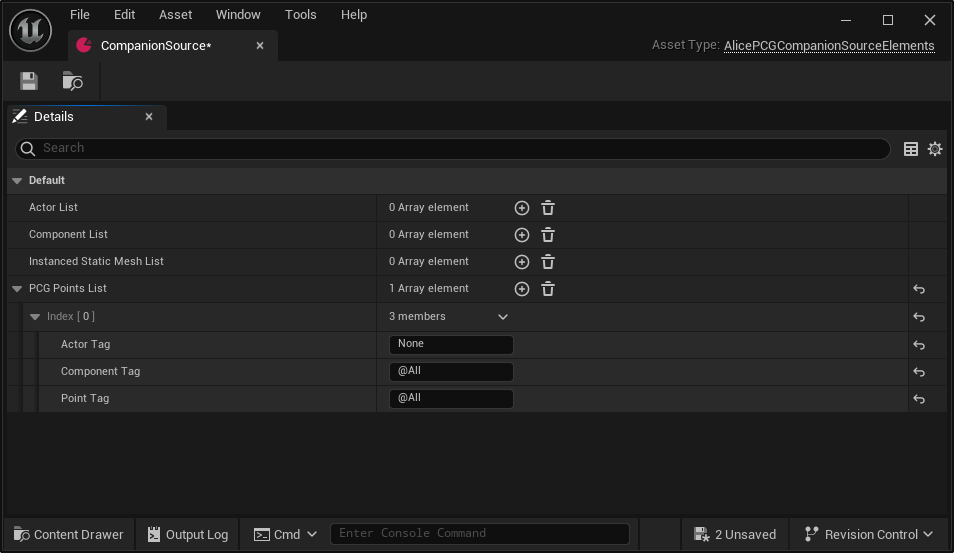 File Edit Asset Window Tools Help
CompanionSource*
Asset Type: AlicePCGCompanionSourceElements
Details
Search
Default
Actor List 0 Array element
Component List 0 Array element
Instanced Static Mesh List 0 Array element
PCG Points List 1 Array element
Index [ 0 ] 3 members
Actor Tag None
Component Tag @All
Point Tag @All
Content Drawer Output Log Cmd Enter Console Command 2 Unsaved Revision Control